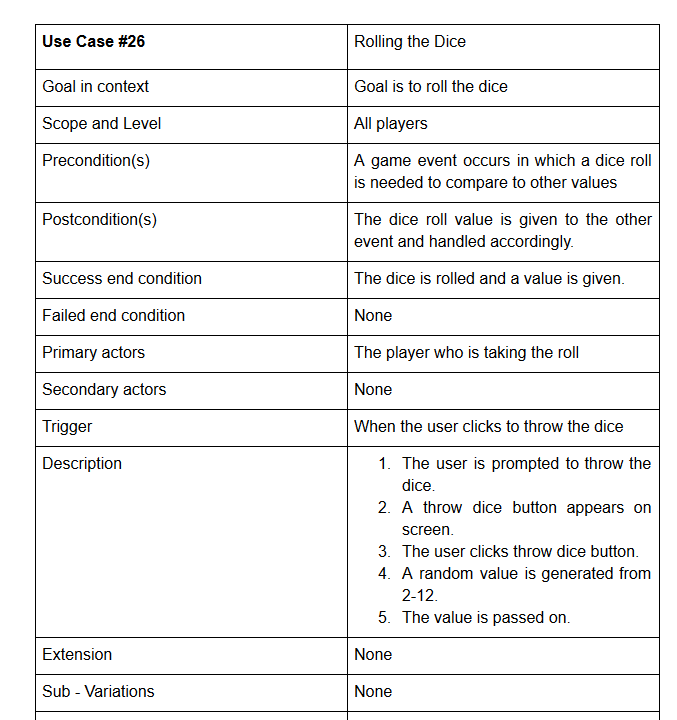 Use Case #26 Rolling the Dice
Goal in context Goal is to roll the dice
Scope and Level All players
Precondition(s) A game event occurs in which a dice roll
is needed to compare to other values
Postcondition(s) The dice roll value is given to the other
event and handled accordingly.
Success end condition The dice is rolled and a value is given.
Failed end condition None
Primary actors The player who is taking the roll
Secondary actors None
Trigger When the user clicks to throw the dice
Description 1. The user is prompted to throw the
dice.
2. A throw dice button appears on
screen.
3. The user clicks throw dice button.
4. A random value is generated from
2-12.
5. The value is passed on.
Extension None
Sub - Variations None